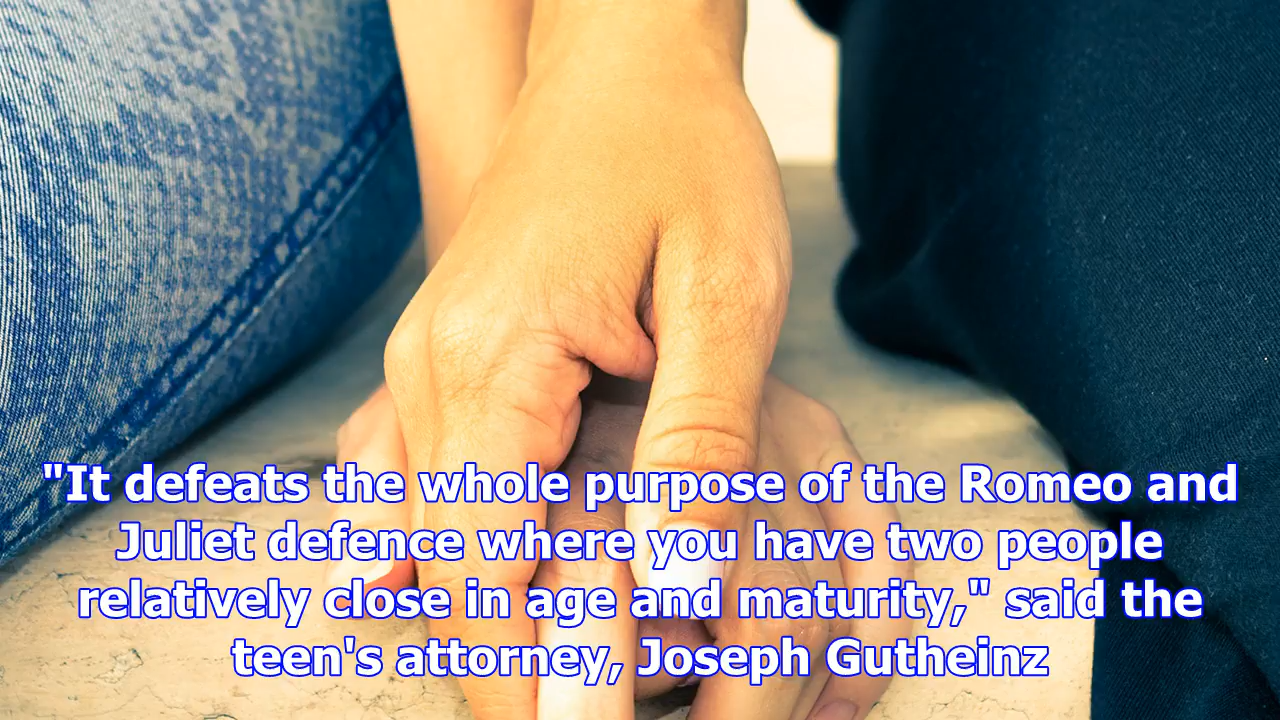 "It defeats the whole purpose of the Romeo and
Juliet defence where you have two people
relatively close in age and maturity," said the
teen's attorney, Joseph Gutheinz